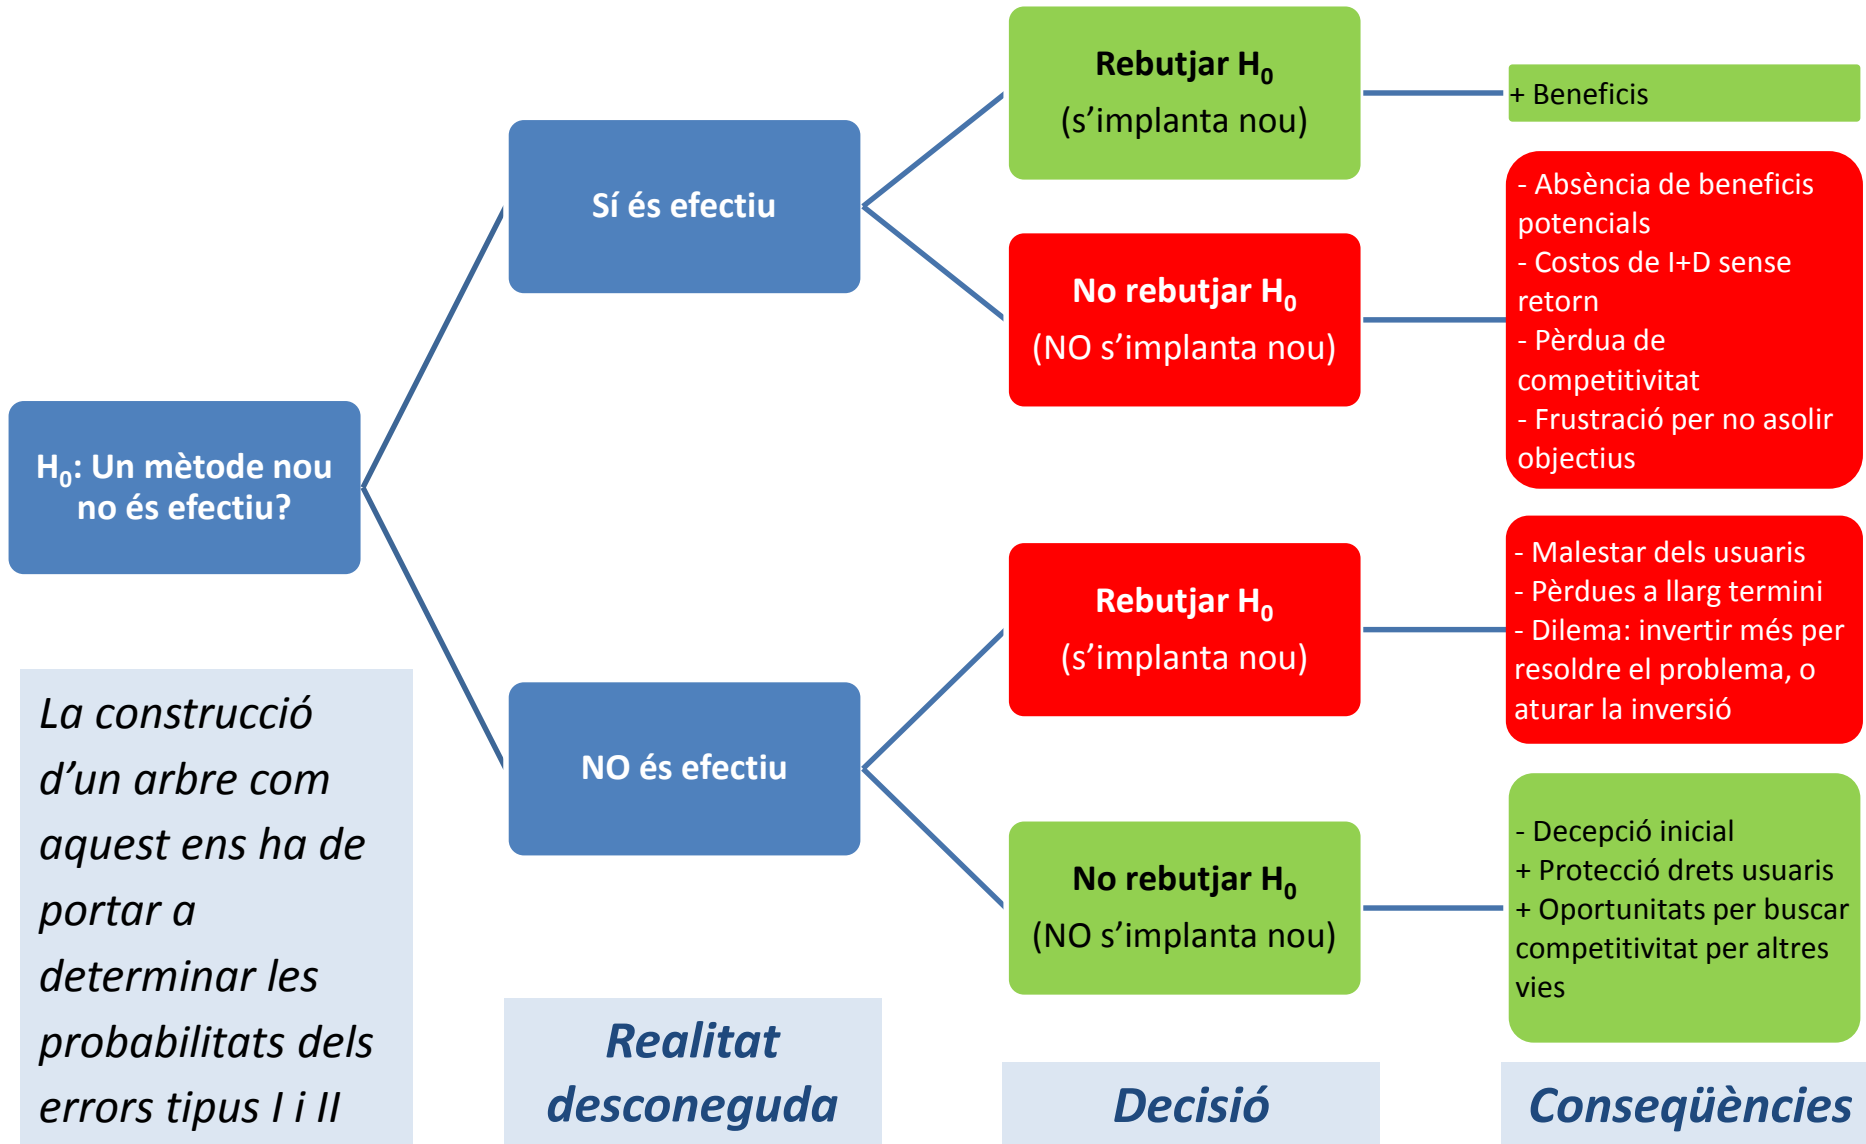 H₀: Un mètode nou
no és efectiu?
La construcció
d’un arbre com
aquest ens ha de
portar a
determinar les
probabilitats dels
errors tipus I i II
Sí és efectiu
NO és efectiu
Realitat
desconeguda
Rebutjar H₀
(s’implanta nou)
No rebutjar H₀
(NO s’implanta nou)
Rebutjar H₀
(s’implanta nou)
No rebutjar H₀
(NO s’implanta nou)
Decisió
+ Beneficis
- Absència de beneficis
potencials
- Costos de I+D sense
retorn
- Pèrdua de
competitivitat
- Frustració per no asolir
objectius
- Malestar dels usuaris
- Pèrdues a llarg termini
- Dilema: invertir més per
resoldre el problema, o
aturar la inversió
- Decepció inicial
+ Protecció drets usuaris
+ Oportunitats per buscar
competitivitat per altres
vies
Conseqüències